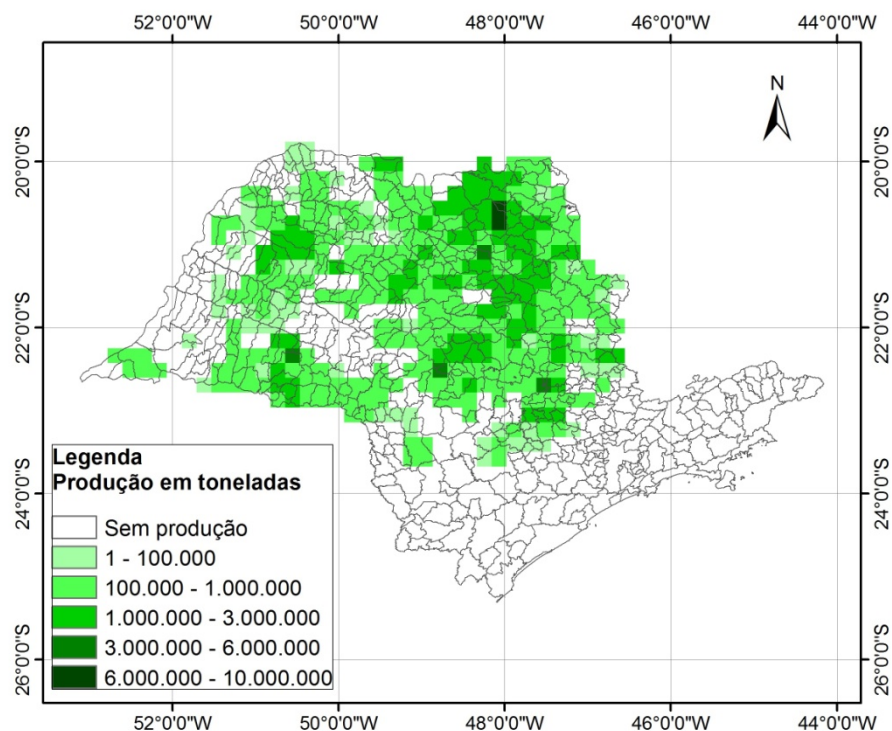 52°0'0"W 50°0'0"W 48°0'0"W 46°0'0"W 44°0'0"W
N
20°0'0"S 20°0'0"S
22°0'0"S 22°0'0"S
24°0'0"S 24°0'0"S
26°0'0"S 26°0'0"S
Legenda
Produção em toneladas
Sem produção
1 - 100.000
100.000 - 1.000.000
1.000.000 - 3.000.000
3.000.000 - 6.000.000
6.000.000 - 10.000.000
52°0'0"W 50°0'0"W 48°0'0"W 46°0'0"W 44°0'0"W